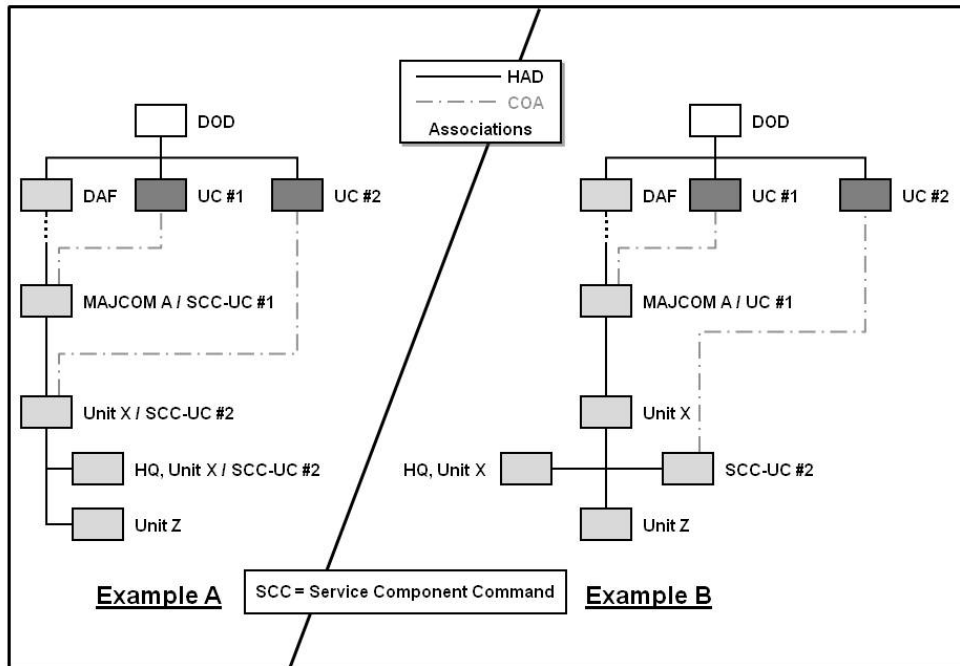 HAD
COA
Associations
DOD
DAF
UC #1
UC #2
MAJCOM A / SCC-UC #1
Unit X / SCC-UC #2
HQ, Unit X / SCC-UC #2
Unit Z
Example A
DOD
DAF
UC #1
UC #2
MAJCOM A / UC #1
Unit X
HQ, Unit X
SCC-UC #2
Unit Z
Example B
SCC = Service Component Command